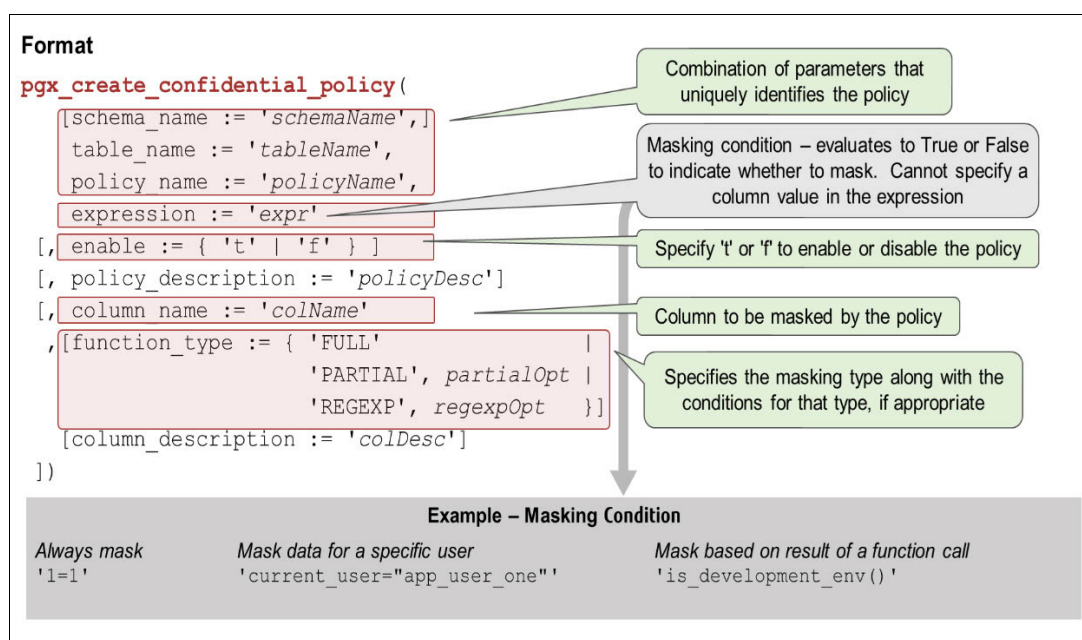 Format
pgx_create_confidential_policy(
[schema_name := 'schemaName',]
table_name := 'tableName',
policy_name := 'policyName',
expression := 'expr'
[, enable := { 't' | 'f' } ]
[, policy_description := 'policyDesc']
[, column_name := 'colName'
,[function_type := { 'FULL' |
'PARTIAL', partialOpt |
'REGEXP', regexpOpt }]
[column_description := 'colDesc']
])
Combination of parameters that
uniquely identifies the policy
Masking condition – evaluates to True or False
to indicate whether to mask. Cannot specify a
column value in the expression
Specify 't' or 'f' to enable or disable the policy
Column to be masked by the policy
Specifies the masking type along with the
conditions for that type, if appropriate
Example – Masking Condition
Always mask
'1=1'
Mask data for a specific user
'current_user="app_user_one"'
Mask based on result of a function call
'is_development_env()'